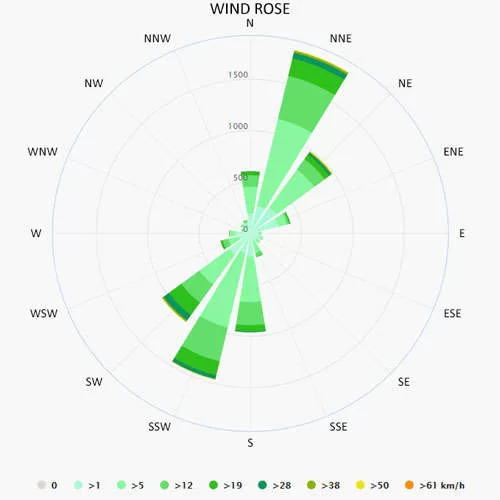 WIND ROSE
N
NNW
NNE
NW
NE
1500
1000
WNW
ENE
500
W
E
WSW
ESE
SW
SE
SSW
SSE
S
0 >1 >5 >12 >19 >28 >38 >50 >61 km/h